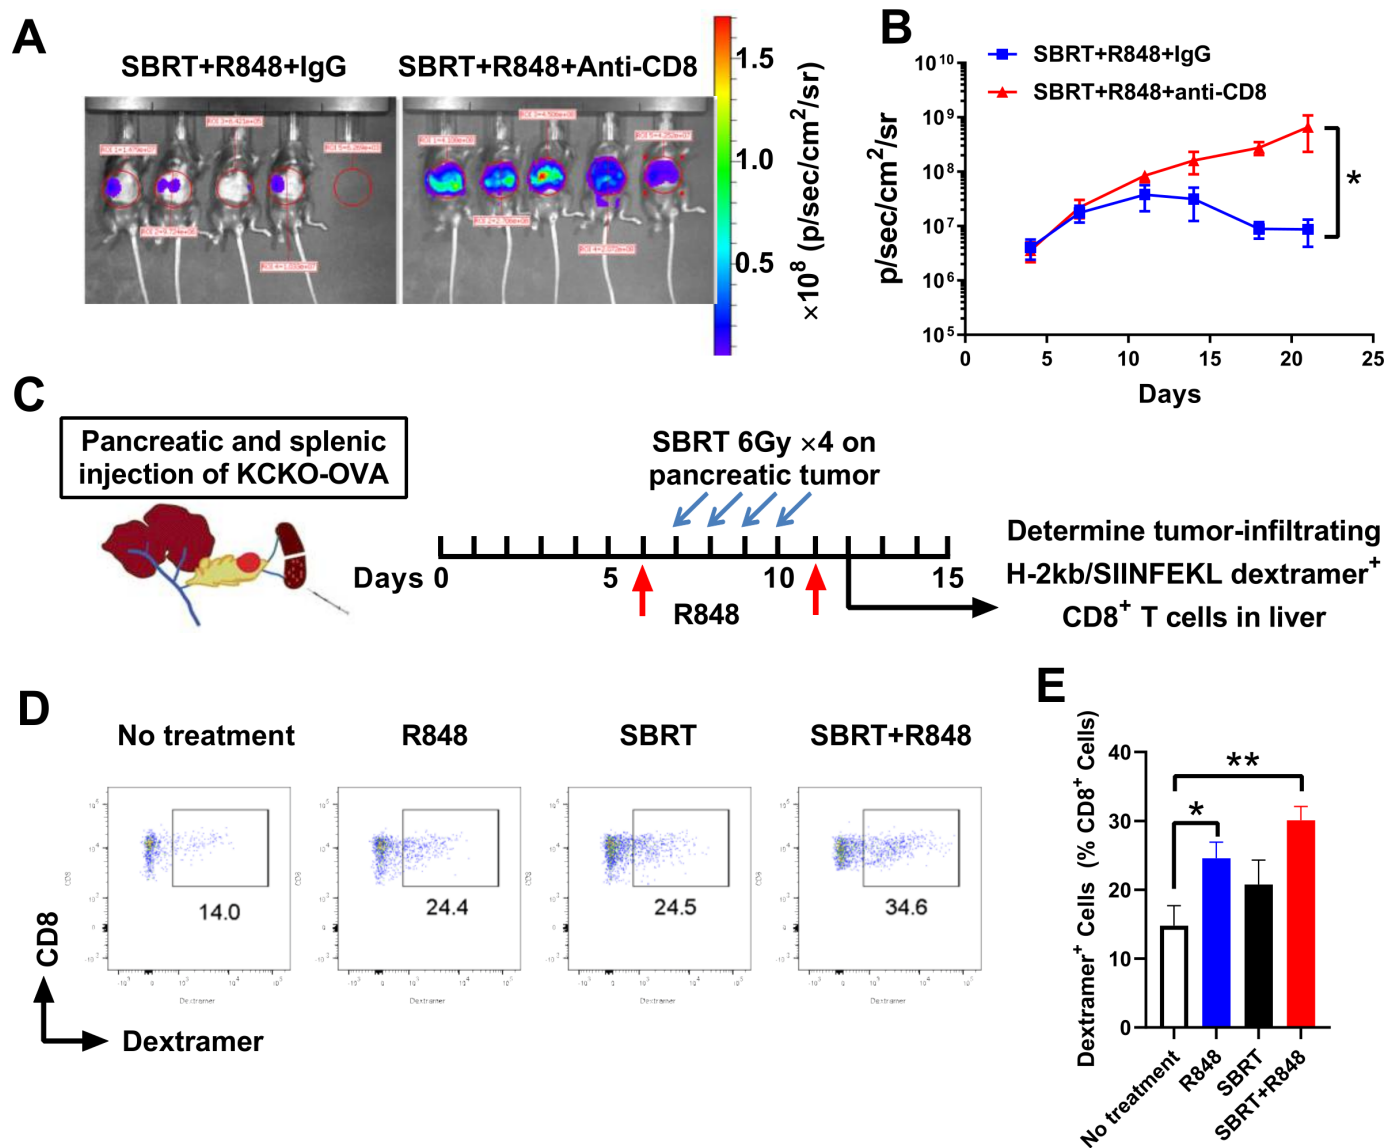 A
SBRT+R848+IgG
SBRT+R848+Anti-CD8
1.5
1.0
0.5
×10⁸ (p/sec/cm²/sr)
B
SBRT+R848+IgG
SBRT+R848+anti-CD8
p/sec/cm²/sr
10¹⁰
10⁹
10⁸
10⁷
10⁶
10⁵
0 5 10 15 20 25
Days
*
C
Pancreatic and splenic
injection of KCKO-OVA
SBRT 6Gy ×4 on
pancreatic tumor
Days 0 5 10 15
R848
Determine tumor-infiltrating
H-2kb/SIINFEKL dextramer⁺
CD8⁺ T cells in liver
D
No treatment
R848
SBRT
SBRT+R848
14.0
24.4
24.5
34.6
CD8
Dextramer
Dextramer
Dextramer
Dextramer
CD8
Dextramer
E
Dextramer⁺ Cells (% CD8⁺ Cells)
40
30
20
10
0
**
*
No treatment
R848
SBRT
SBRT+R848